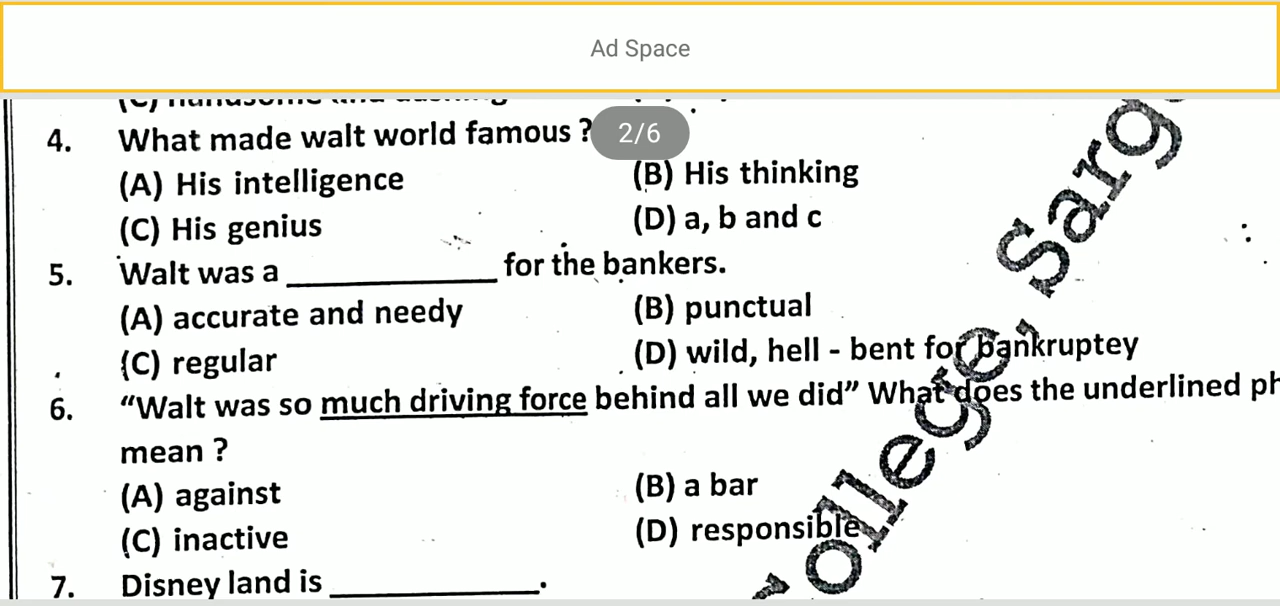 Ad Space
2/6
4. What made walt world famous ?
(A) His intelligence (B) His thinking
(C) His genius (D) a, b and c
5. Walt was a ____________ for the bankers.
(A) accurate and needy (B) punctual
(C) regular (D) wild, hell - bent for bankruptey
6. “Walt was so much driving force behind all we did” What does the underlined ph
mean ?
(A) against (B) a bar
(C) inactive (D) responsible
7. Disney land is ____________.
ollege, Sarg